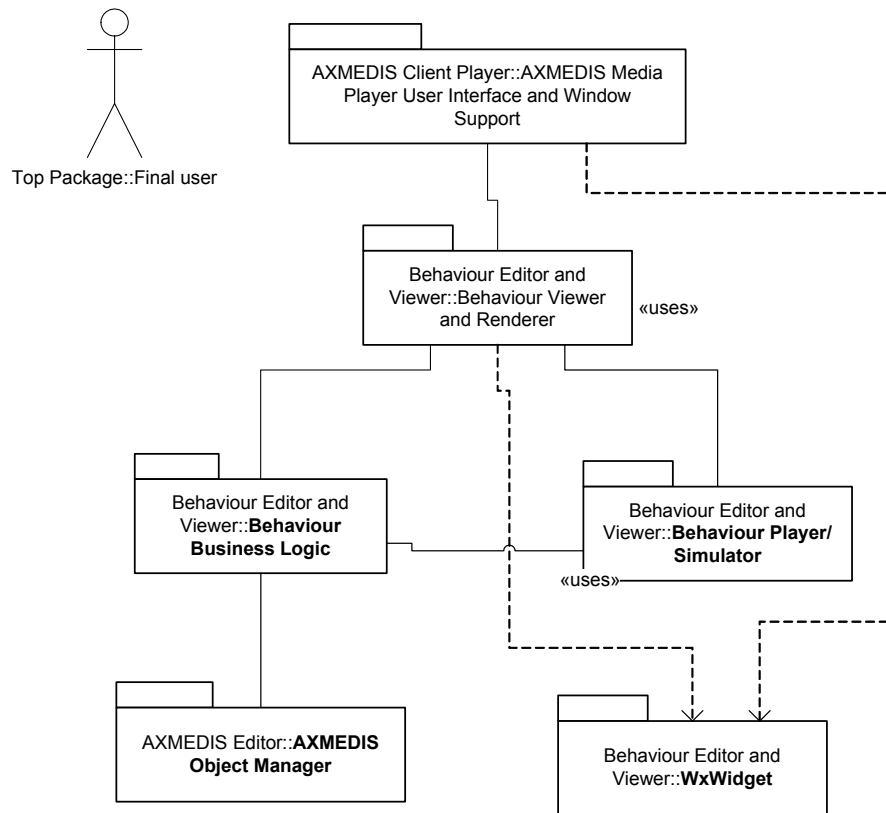 AXMEDIS Client Player::AXMEDIS Media
Player User Interface and Window
Support
Top Package::Final user
Behaviour Editor and
Viewer::Behaviour Viewer
and Renderer
«uses»
Behaviour Editor and
Viewer::Behaviour
Business Logic
Behaviour Editor and
Viewer::Behaviour Player/
Simulator
«uses»
AXMEDIS Editor::AXMEDIS
Object Manager
Behaviour Editor and
Viewer::WxWidget